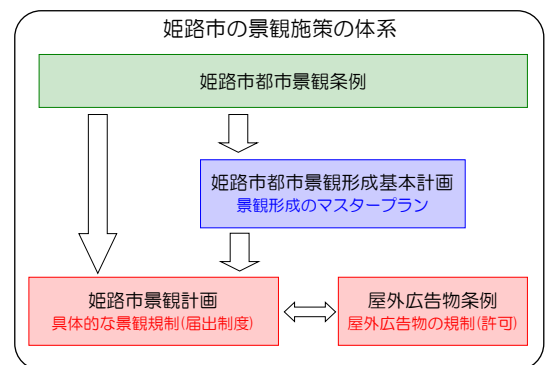 姫路市の景観施策の体系
姫路市都市景観条例
姫路市都市景観形成基本計画
景観形成のマスタープラン
姫路市景観計画
具体的な景観規制(届出制度)
屋外広告物条例
屋外広告物の規制(許可)